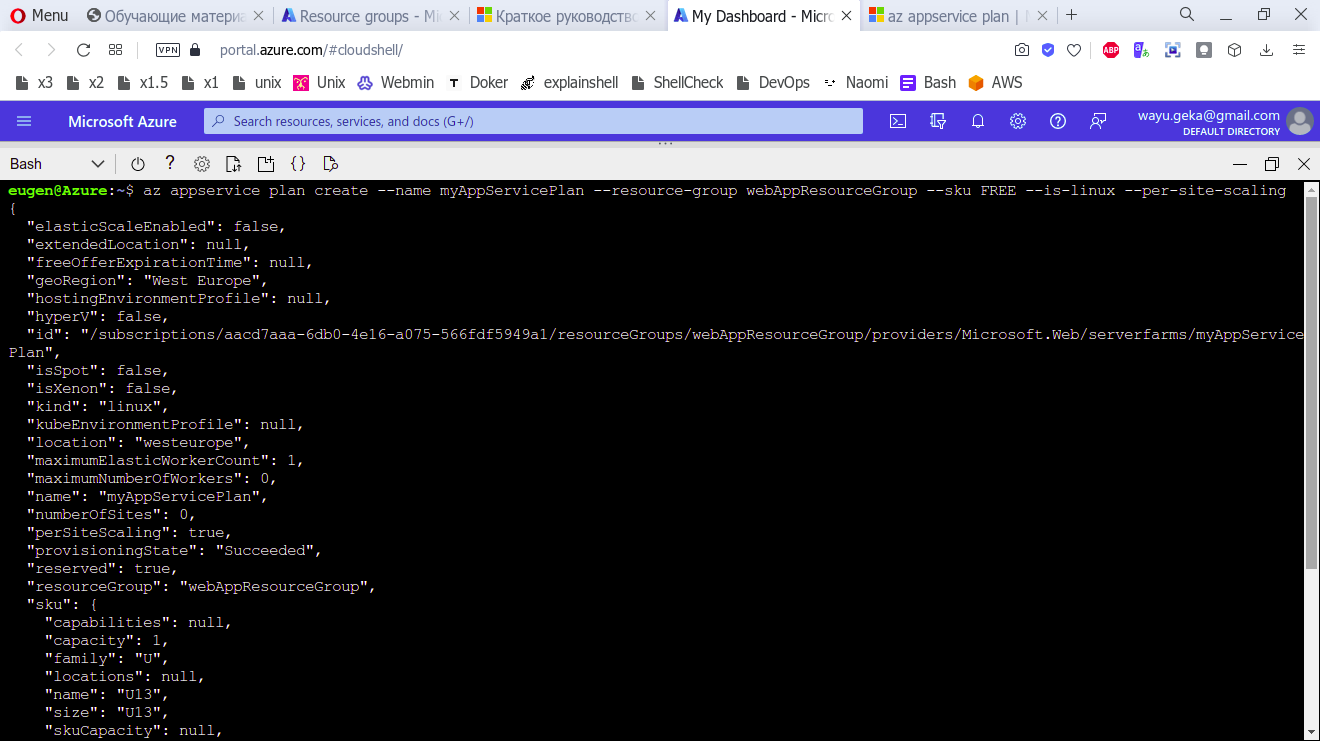 Menu Обучающие материа Resource groups - Mi Краткое руководство My Dashboard - Micro az appservice plan | M
VPN portal.azure.com/#cloudshell/ ABP
x3 x2 x1.5 x1 unix Unix Webmin Doker explainshell ShellCheck DevOps Naomi Bash AWS
Microsoft Azure Search resources, services, and docs (G+/) wayu.geka@gmail.com
DEFAULT DIRECTORY
Bash
eugen@Azure:~$ az appservice plan create --name myAppServicePlan --resource-group webAppResourceGroup --sku FREE --is-linux --per-site-scaling
{
"elasticScaleEnabled": false,
"extendedLocation": null,
"freeOfferExpirationTime": null,
"geoRegion": "West Europe",
"hostingEnvironmentProfile": null,
"hyperV": false,
"id": "/subscriptions/aacd7aaa-6db0-4e16-a075-566fdf5949a1/resourceGroups/webAppResourceGroup/providers/Microsoft.Web/serverfarms/myAppService
Plan",
"isSpot": false,
"isXenon": false,
"kind": "linux",
"kubeEnvironmentProfile": null,
"location": "westeurope",
"maximumElasticWorkerCount": 1,
"maximumNumberOfWorkers": 0,
"name": "myAppServicePlan",
"numberOfSites": 0,
"perSiteScaling": true,
"provisioningState": "Succeeded",
"reserved": true,
"resourceGroup": "webAppResourceGroup",
"sku": {
"capabilities": null,
"capacity": 1,
"family": "U",
"locations": null,
"name": "U13",
"size": "U13",
"skuCapacity": null,